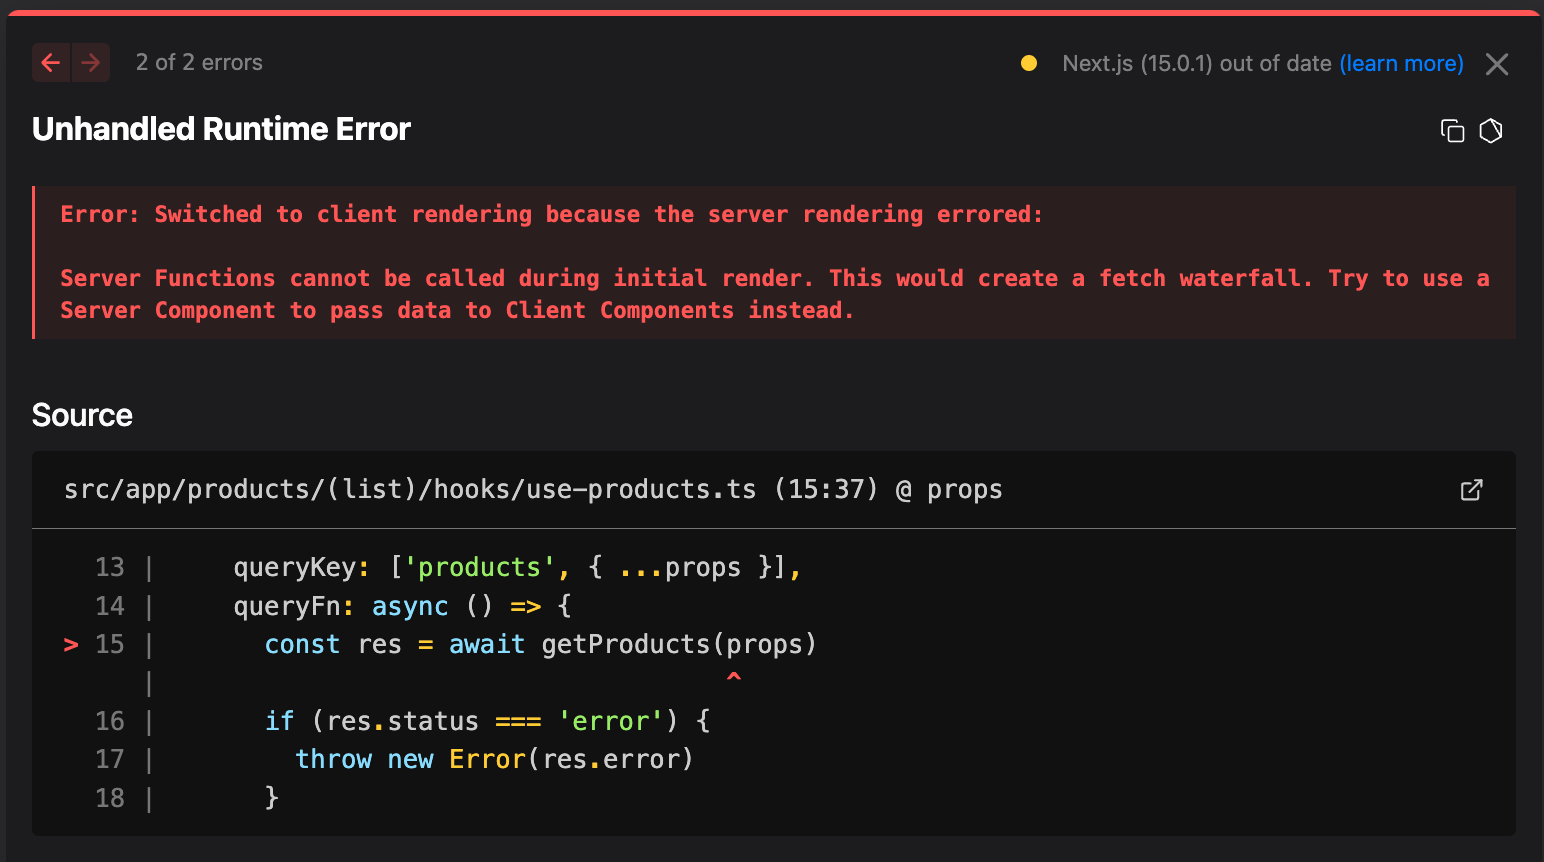 2 of 2 errors
Next.js (15.0.1) out of date (learn more)
Unhandled Runtime Error
Error: Switched to client rendering because the server rendering errored:
Server Functions cannot be called during initial render. This would create a fetch waterfall. Try to use a
Server Component to pass data to Client Components instead.
Source
src/app/products/(list)/hooks/use-products.ts (15:37) @ props
13 |     queryKey: ['products', { ...props }],
14 |     queryFn: async () => {
> 15 |       const res = await getProducts(props)
|                                     ^
16 |       if (res.status === 'error') {
17 |         throw new Error(res.error)
18 |       }